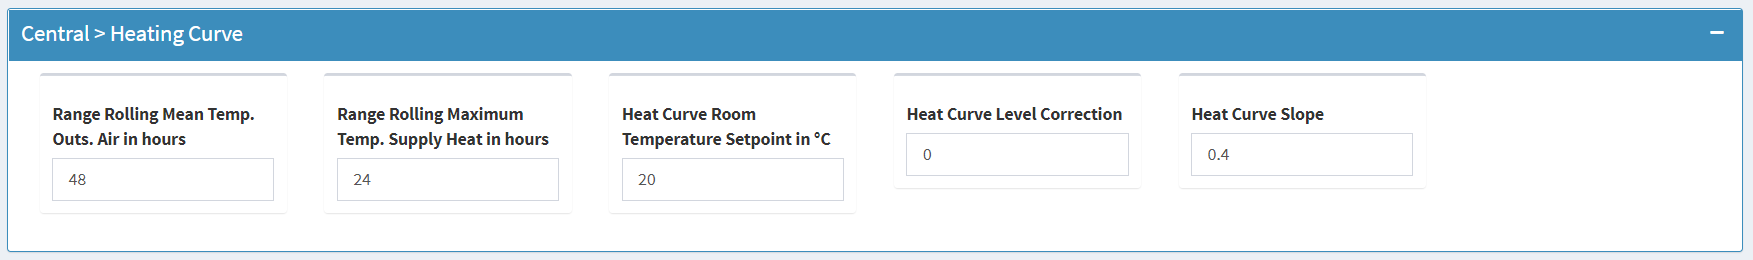 Central > Heating Curve
Range Rolling Mean Temp.
Outs. Air in hours
48
Range Rolling Maximum
Temp. Supply Heat in hours
24
Heat Curve Room
Temperature Setpoint in °C
20
Heat Curve Level Correction
0
Heat Curve Slope
0.4